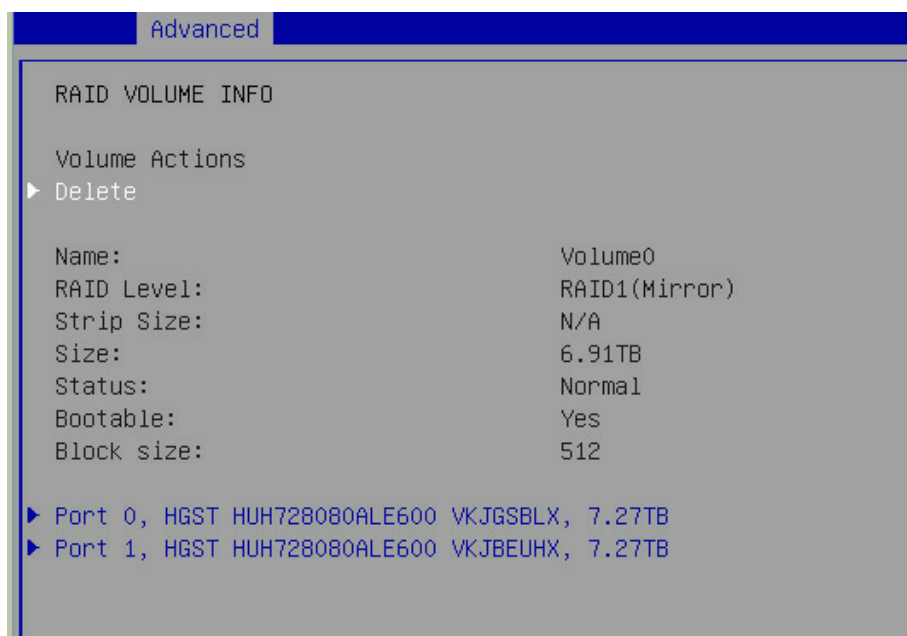 Advanced
RAID VOLUME INFO
Volume Actions
Delete
Name: Volume0
RAID Level: RAID1(Mirror)
Strip Size: N/A
Size: 6.91TB
Status: Normal
Bootable: Yes
Block size: 512
Port 0, HGST HUH728080ALE600 VKJGSBLX, 7.27TB
Port 1, HGST HUH728080ALE600 VKJBEUHX, 7.27TB